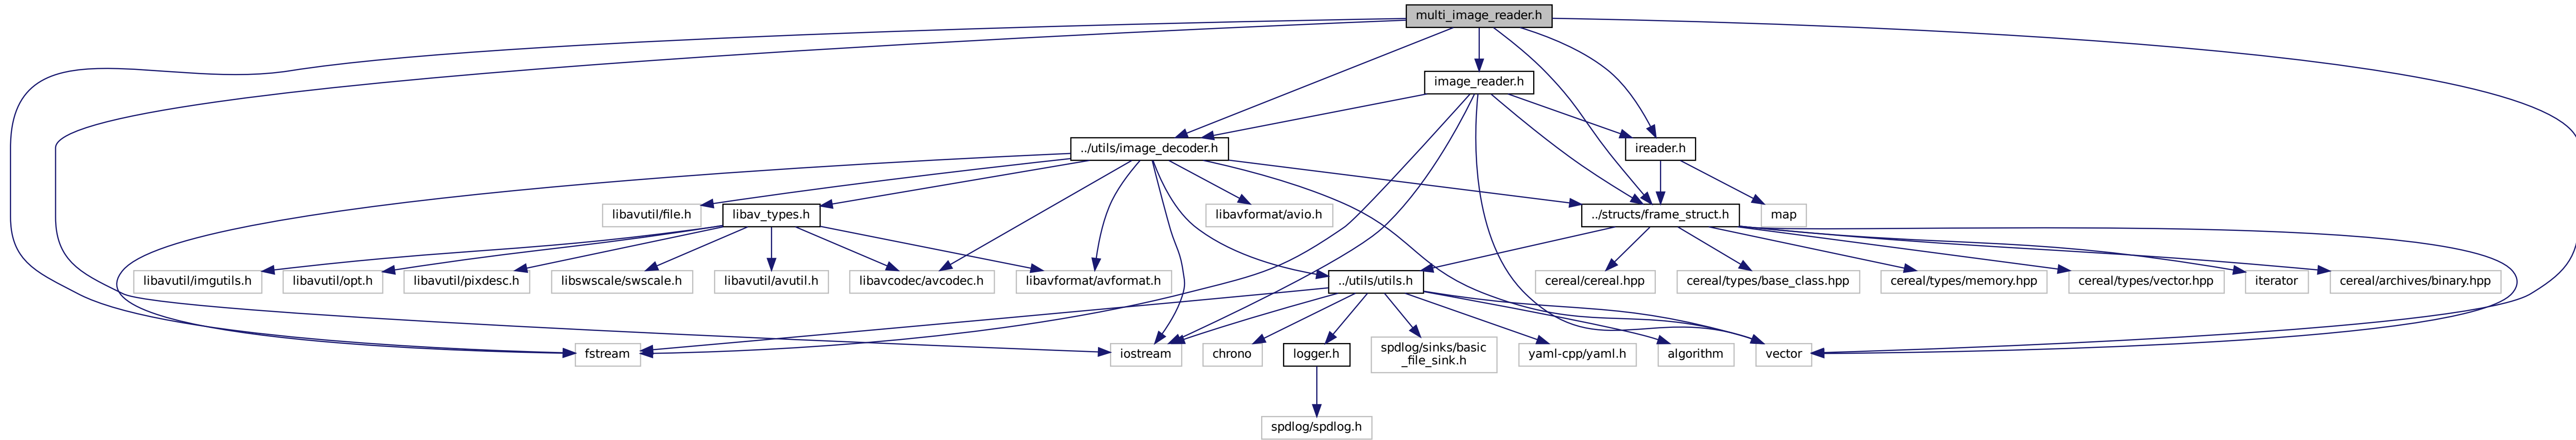 multi_image_reader.h
image_reader.h
../utils/image_decoder.h
ireader.h
libavutil/file.h
libav_types.h
libavformat/avio.h
../structs/frame_struct.h
map
libavutil/imgutils.h
libavutil/opt.h
libavutil/pixdesc.h
libswscale/swscale.h
libavutil/avutil.h
libavcodec/avcodec.h
libavformat/avformat.h
../utils/utils.h
cereal/cereal.hpp
cereal/types/base_class.hpp
cereal/types/memory.hpp
cereal/types/vector.hpp
iterator
cereal/archives/binary.hpp
fstream
iostream
chrono
logger.h
spdlog/sinks/basic
_file_sink.h
yaml-cpp/yaml.h
algorithm
vector
spdlog/spdlog.h